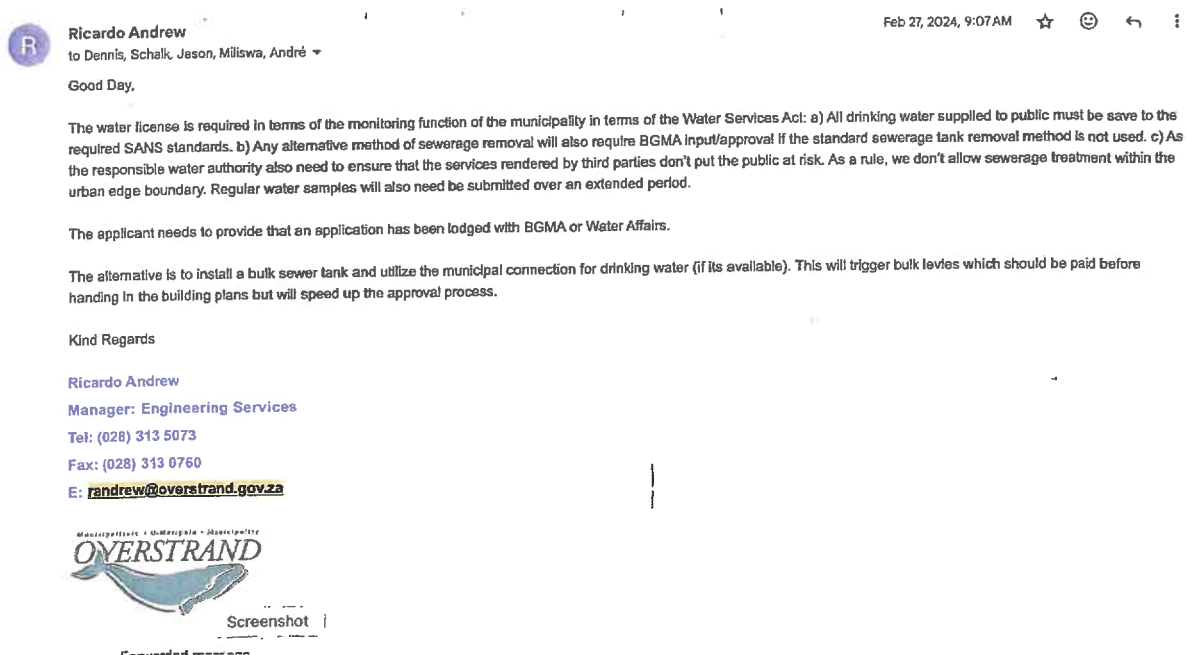 R
Ricardo Andrew
Feb 27, 2024, 9:07 AM
to Dennis, Schalk, Jason, Miliswa, André
Good Day,
The water license is required in terms of the monitoring function of the municipality in terms of the Water Services Act: a) All drinking water supplied to public must be save to the
required SANS standards. b) Any alternative method of sewerage removal will also require BGMA input/approval if the standard sewerage tank removal method is not used. c) As
the responsible water authority also need to ensure that the services rendered by third parties don't put the public at risk. As a rule, we don't allow sewerage treatment within the
urban edge boundary. Regular water samples will also need be submitted over an extended period.
The applicant needs to provide that an application has been lodged with BGMA or Water Affairs.
The alternative is to install a bulk sewer tank and utilize the municipal connection for drinking water (if its available). This will trigger bulk levies which should be paid before
handing in the building plans but will speed up the approval process.
Kind Regards
Ricardo Andrew
Manager: Engineering Services
Tel: (028) 313 5073
Fax: (028) 313 0760
E: randrew@overstrand.gov.za
Munisipaliteit • U-Masipala • Municipality
OVERSTRAND
Screenshot
Forwarded message